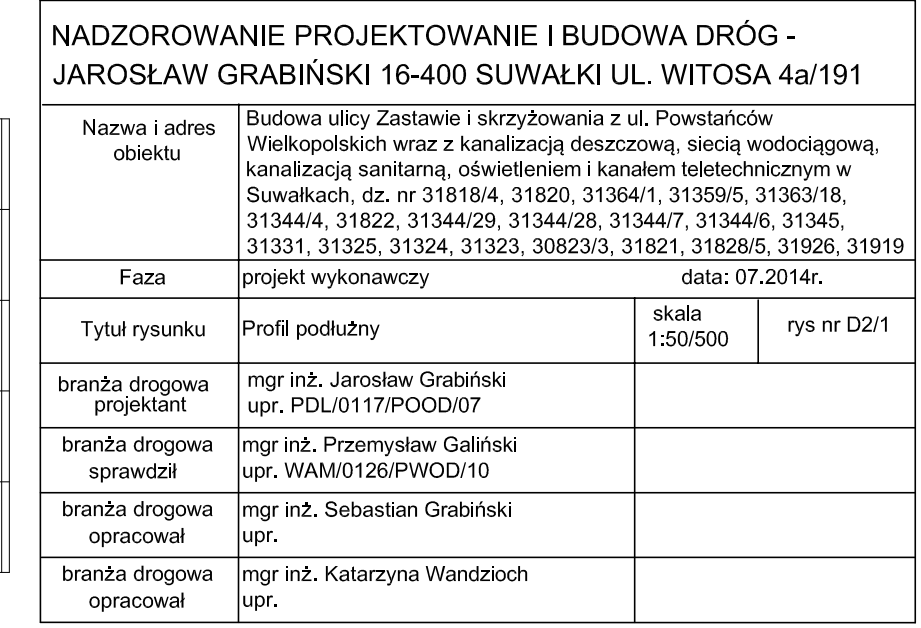 NADZOROWANIE PROJEKTOWANIE I BUDOWA DRÓG -
JAROSŁAW GRABIŃSKI 16-400 SUWAŁKI UL. WITOSA 4a/191
Nazwa i adres
obiektu
Budowa ulicy Zastawie i skrzyżowania z ul. Powstańców
Wielkopolskich wraz z kanalizacją deszczową, siecią wodociągową,
kanalizacją sanitarną, oświetleniem i kanałem teletechnicznym w
Suwałkach, dz. nr 31818/4, 31820, 31364/1, 31359/5, 31363/18,
31344/4, 31822, 31344/29, 31344/28, 31344/7, 31344/6, 31345,
31331, 31325, 31324, 31323, 30823/3, 31821, 31828/5, 31926, 31919
Faza
projekt wykonawczy data: 07.2014r.
Tytuł rysunku
Profil podłużny
skala
1:50/500
rys nr D2/1
branża drogowa
projektant
mgr inż. Jarosław Grabiński
upr. PDL/0117/POOD/07
branża drogowa
sprawdził
mgr inż. Przemysław Galiński
upr. WAM/0126/PWOD/10
branża drogowa
opracował
mgr inż. Sebastian Grabiński
upr.
branża drogowa
opracował
mgr inż. Katarzyna Wandzioch
upr.